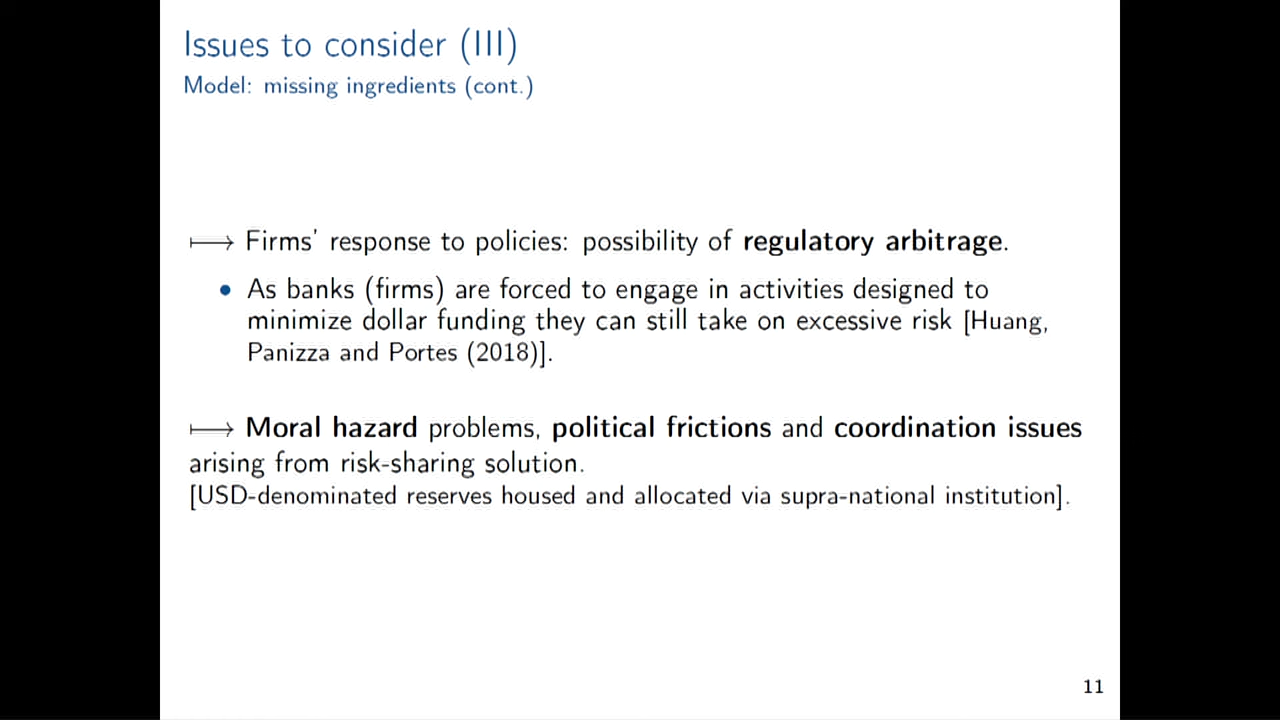 Issues to consider (III)
Model: missing ingredients (cont.)
⟼ Firms' response to policies: possibility of regulatory arbitrage.
• As banks (firms) are forced to engage in activities designed to
minimize dollar funding they can still take on excessive risk [Huang,
Panizza and Portes (2018)].
⟼ Moral hazard problems, political frictions and coordination issues
arising from risk-sharing solution.
[USD-denominated reserves housed and allocated via supra-national institution].
11